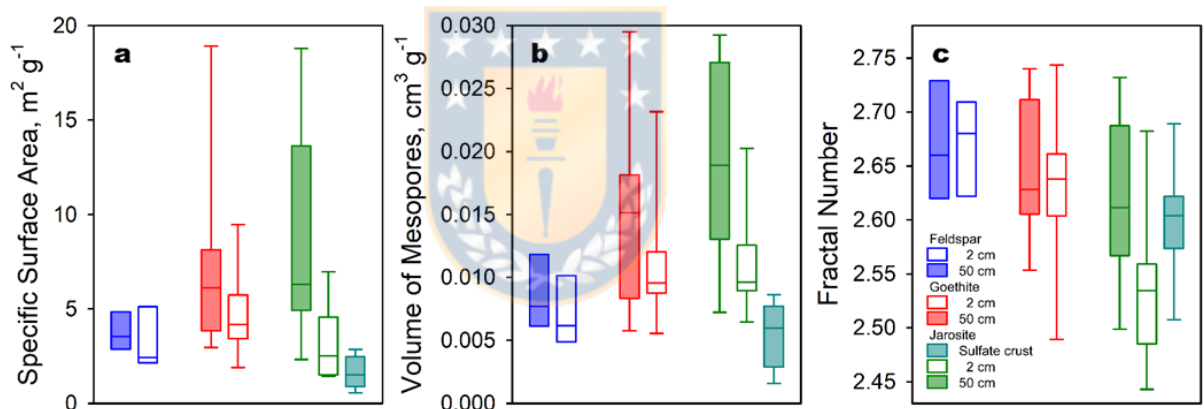 a
Specific Surface Area, m² g⁻¹
20
15
10
5
0
b
Volume of Mesopores, cm³ g⁻¹
0.030
0.025
0.020
0.015
0.010
0.005
0.000
c
Fractal Number
2.75
2.70
2.65
2.60
2.55
2.50
2.45
Feldspar
2 cm
50 cm
Goethite
2 cm
50 cm
Jarosite
Sulfate crust
2 cm
50 cm